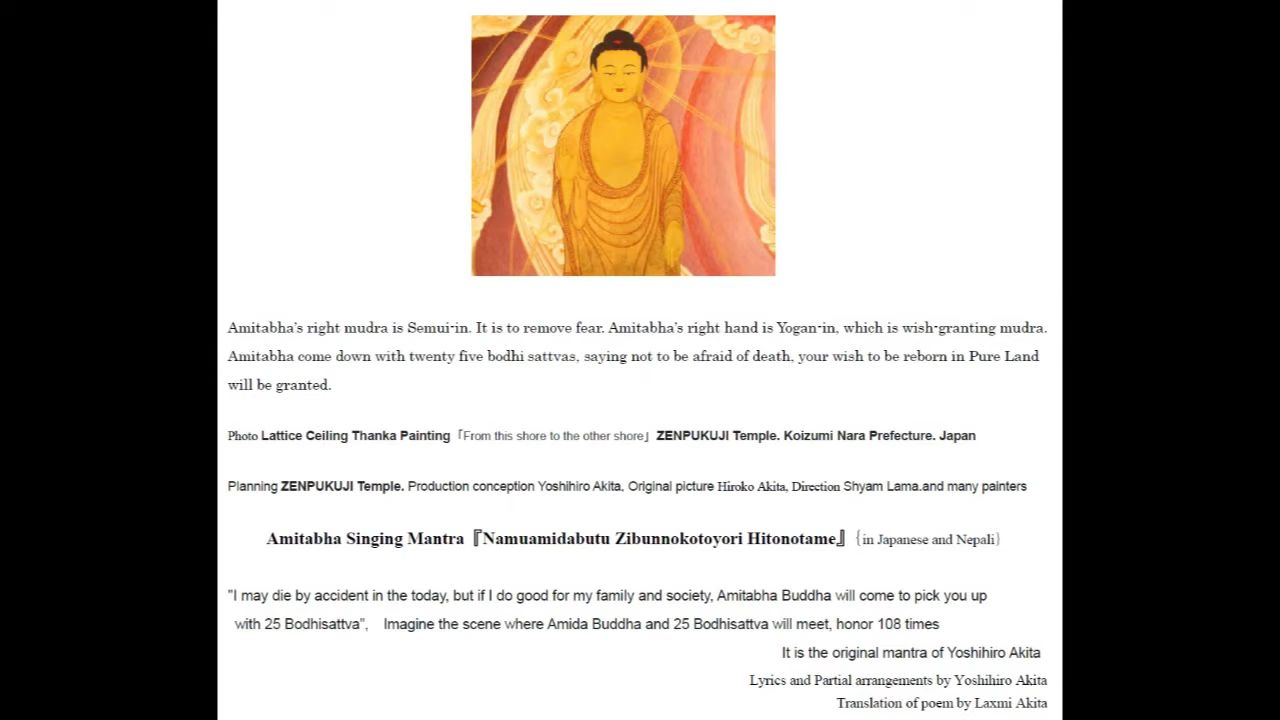 Amitabha's right mudra is Semui-in. It is to remove fear. Amitabha's right hand is Yogan-in, which is wish-granting mudra.
Amitabha come down with twenty five bodhi sattvas, saying not to be afraid of death, your wish to be reborn in Pure Land
will be granted.
Photo Lattice Ceiling Thanka Painting「From this shore to the other shore」ZENPUKUJI Temple. Koizumi Nara Prefecture. Japan
Planning ZENPUKUJI Temple. Production conception Yoshihiro Akita, Original picture Hiroko Akita, Direction Shyam Lama.and many painters
Amitabha Singing Mantra『Namuamidabutu Zibunnokotoyori Hitonotame』{in Japanese and Nepali}
"I may die by accident in the today, but if I do good for my family and society, Amitabha Buddha will come to pick you up
with 25 Bodhisattva", Imagine the scene where Amida Buddha and 25 Bodhisattva will meet, honor 108 times
It is the original mantra of Yoshihiro Akita
Lyrics and Partial arrangements by Yoshihiro Akita
Translation of poem by Laxmi Akita